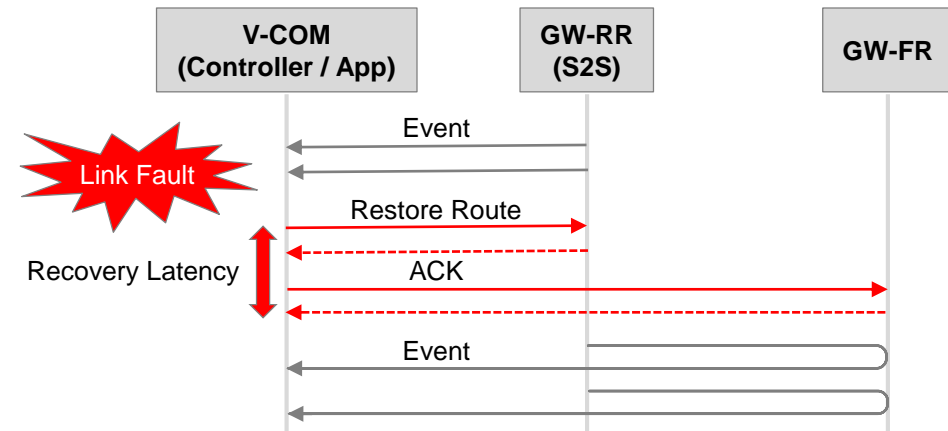 V-COM
(Controller / App)
GW-RR
(S2S)
GW-FR
Event
Link Fault
Restore Route
Recovery Latency
ACK
Event